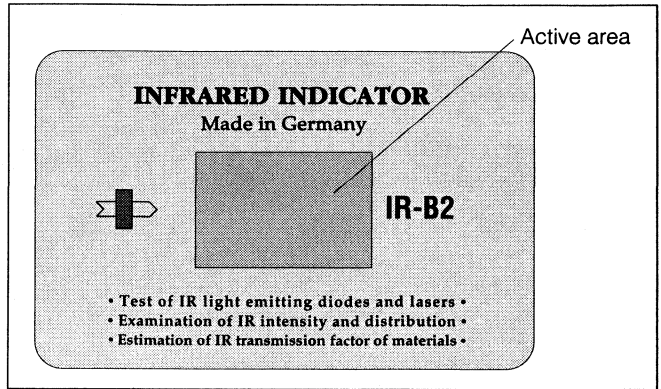 Active area
INFRARED INDICATOR
Made in Germany
IR-B2
• Test of IR light emitting diodes and lasers •
• Examination of IR intensity and distribution •
• Estimation of IR transmission factor of materials •